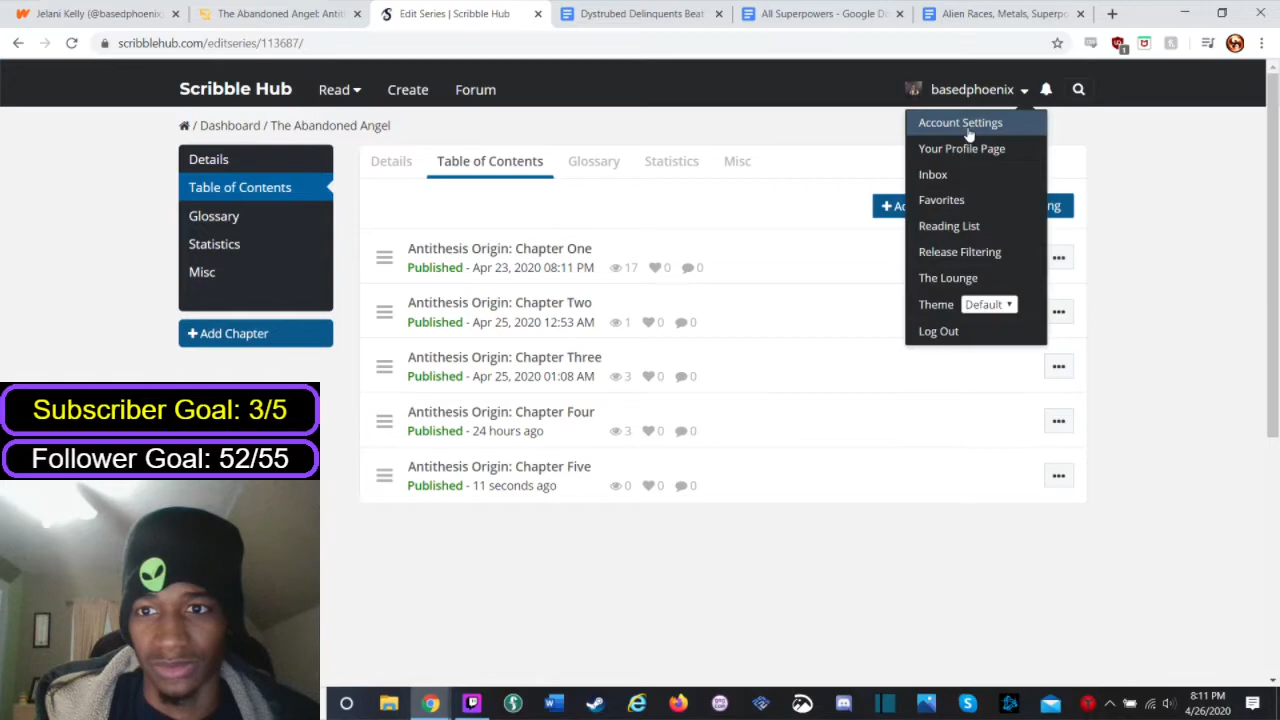 Jelani Kelly (@basedphoenix
The Abandoned Angel: Antithesi
Edit Series | Scribble Hub
Dystrubed Delinquents Beat
All Superpowers - Google Do
Alien Races, Metals, Superpo
scribblehub.com/editseries/113687/
1
Scribble Hub
Read
Create
Forum
basedphoenix
/ Dashboard / The Abandoned Angel
Account Settings
Your Profile Page
Inbox
Favorites
Reading List
Release Filtering
The Lounge
Theme Default
Log Out
Details
Table of Contents
Glossary
Statistics
Misc
+ Add Chapter
Details
Table of Contents
Glossary
Statistics
Misc
+ Ad
ng
Antithesis Origin: Chapter One
Published - Apr 23, 2020 08:11 PM 17 0 0
Antithesis Origin: Chapter Two
Published - Apr 25, 2020 12:53 AM 1 0 0
Antithesis Origin: Chapter Three
Published - Apr 25, 2020 01:08 AM 3 0 0
Antithesis Origin: Chapter Four
Published - 24 hours ago 3 0 0
Antithesis Origin: Chapter Five
Published - 11 seconds ago 0 0 0
Subscriber Goal: 3/5
Follower Goal: 52/55
8:11 PM
4/26/2020